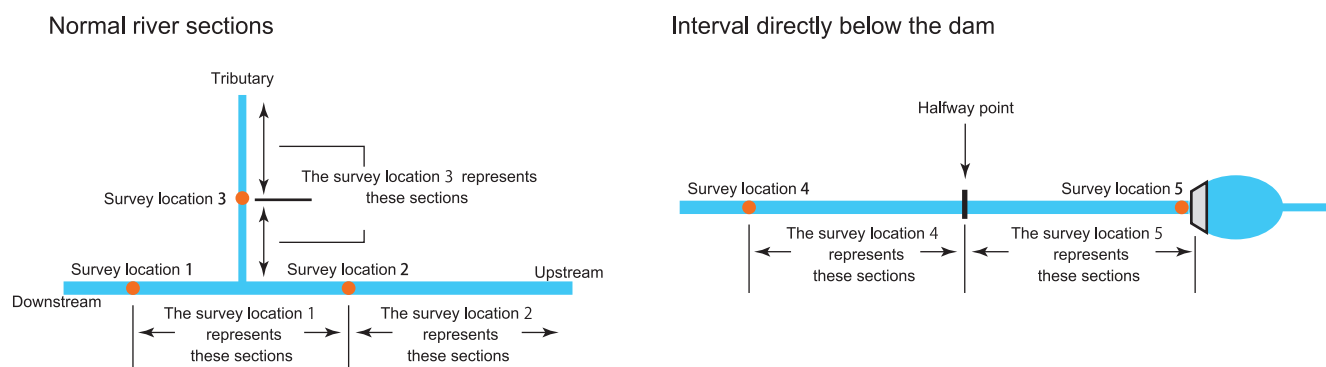 Normal river sections
Tributary
Survey location 3
The survey location 3 represents
these sections
Survey location 1
Survey location 2
Upstream
Downstream
The survey location 1
represents
these sections
The survey location 2
represents
these sections
Interval directly below the dam
Halfway point
Survey location 4
Survey location 5
The survey location 4
represents
these sections
The survey location 5
represents
these sections